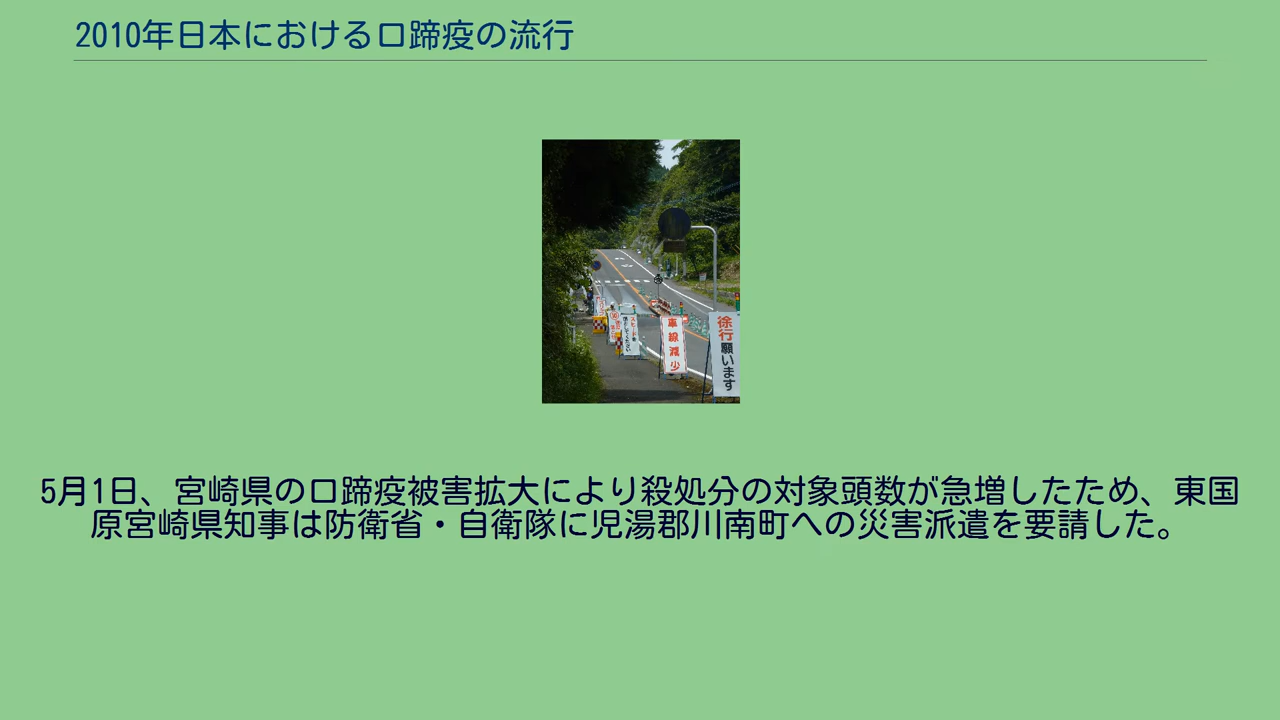 2010年日本における口蹄疫の流行
徐行願います
車線減少
5月1日、宮崎県の口蹄疫被害拡大により殺処分の対象頭数が急増したため、東国
原宮崎県知事は防衛省・自衛隊に児湯郡川南町への災害派遣を要請した。